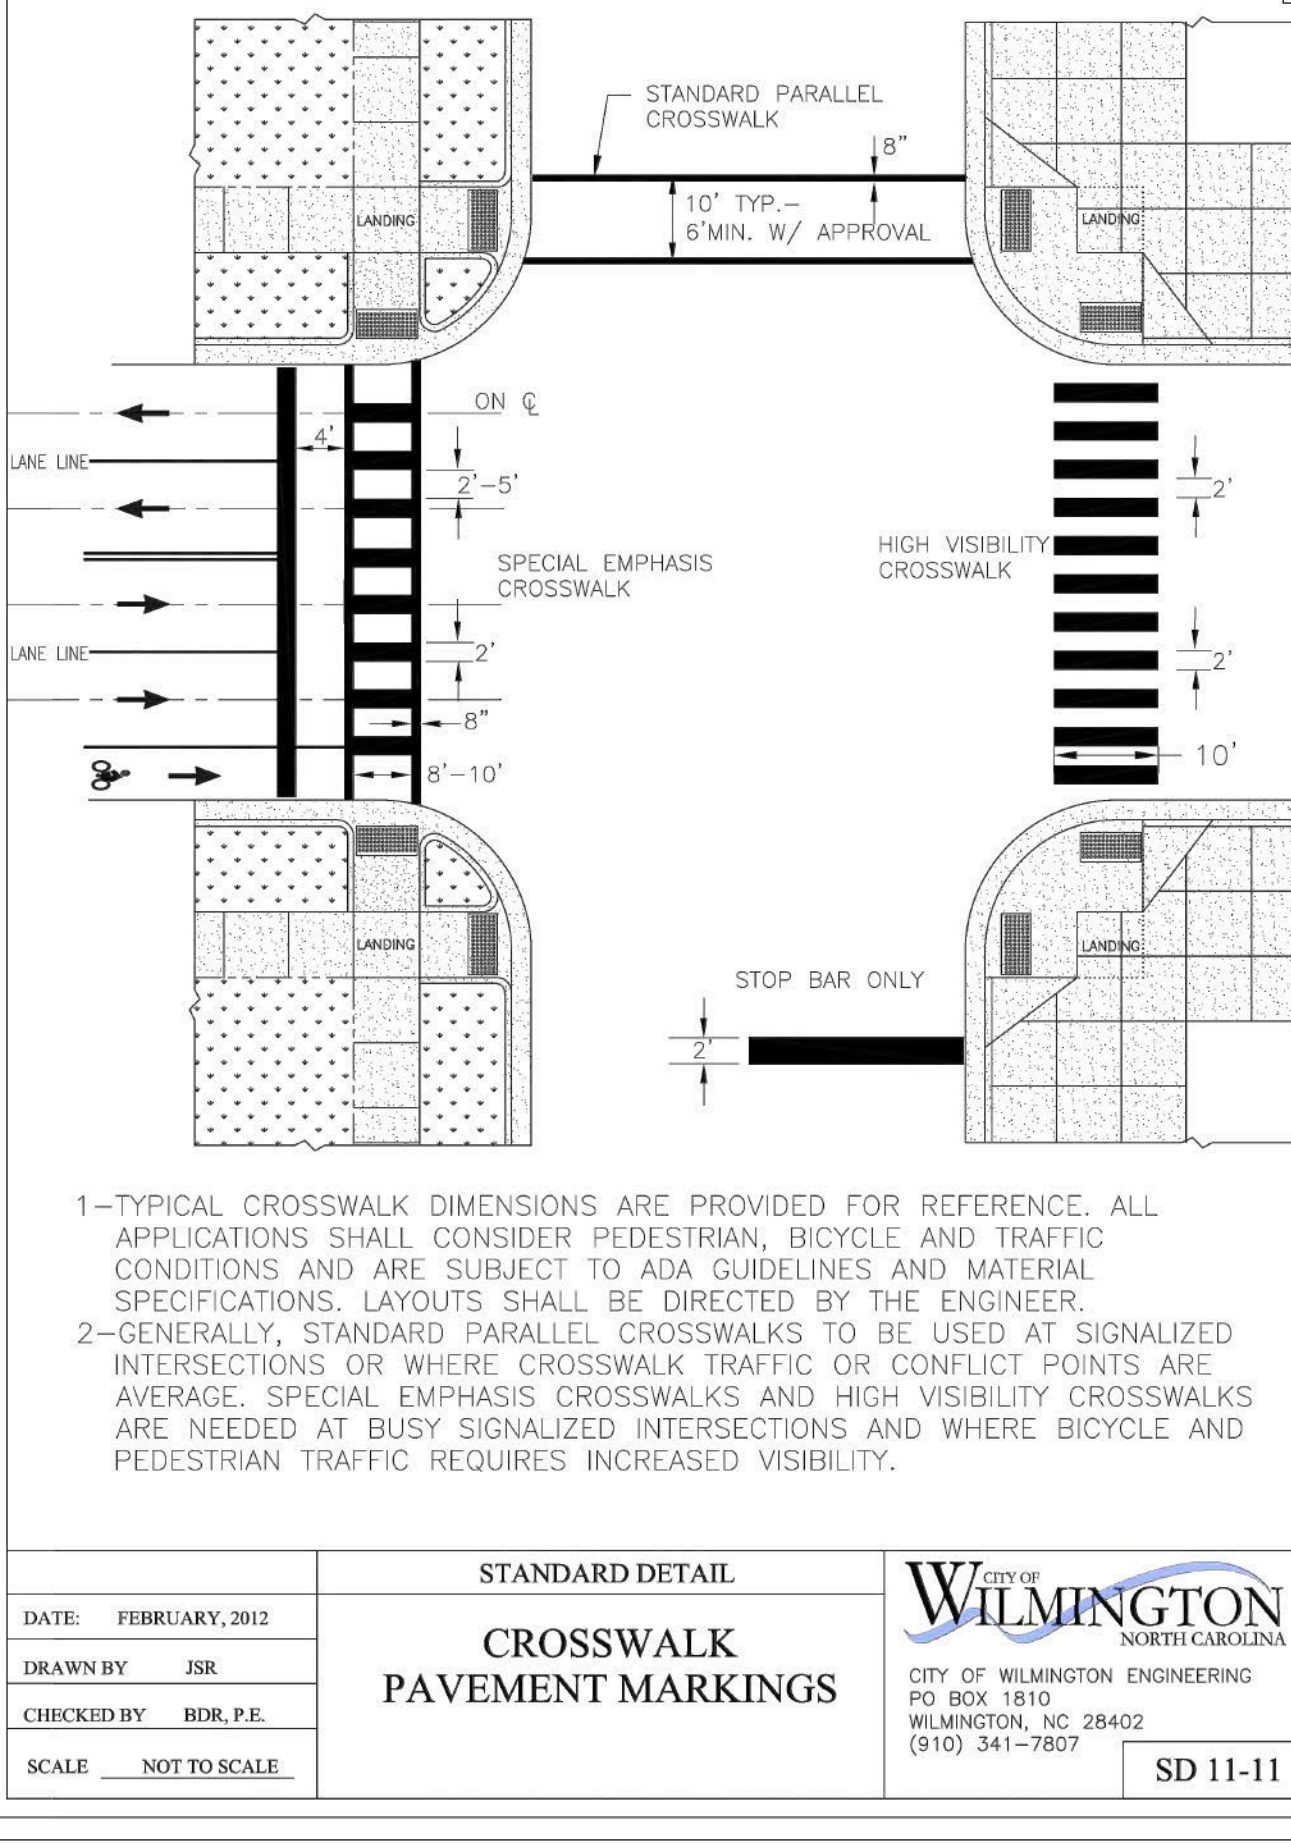 STANDARD PARALLEL
CROSSWALK
8”
10’ TYP.–
6’MIN. W/ APPROVAL
LANDING
LANDING
ON ℄
4’
LANE LINE
2’–5’
2’
HIGH VISIBILITY
CROSSWALK
SPECIAL EMPHASIS
CROSSWALK
LANE LINE
2’
2’
8”
10’
8’–10’
LANDING
LANDING
STOP BAR ONLY
2’
1–TYPICAL CROSSWALK DIMENSIONS ARE PROVIDED FOR REFERENCE. ALL
APPLICATIONS SHALL CONSIDER PEDESTRIAN, BICYCLE AND TRAFFIC
CONDITIONS AND ARE SUBJECT TO ADA GUIDELINES AND MATERIAL
SPECIFICATIONS. LAYOUTS SHALL BE DIRECTED BY THE ENGINEER.
2–GENERALLY, STANDARD PARALLEL CROSSWALKS TO BE USED AT SIGNALIZED
INTERSECTIONS OR WHERE CROSSWALK TRAFFIC OR CONFLICT POINTS ARE
AVERAGE. SPECIAL EMPHASIS CROSSWALKS AND HIGH VISIBILITY CROSSWALKS
ARE NEEDED AT BUSY SIGNALIZED INTERSECTIONS AND WHERE BICYCLE AND
PEDESTRIAN TRAFFIC REQUIRES INCREASED VISIBILITY.
DATE: FEBRUARY, 2012
DRAWN BY JSR
CHECKED BY BDR, P.E.
SCALE NOT TO SCALE
STANDARD DETAIL
CROSSWALK
PAVEMENT MARKINGS
CITY OF
WILMINGTON
NORTH CAROLINA
CITY OF WILMINGTON ENGINEERING
PO BOX 1810
WILMINGTON, NC 28402
(910) 341–7807
SD 11-11